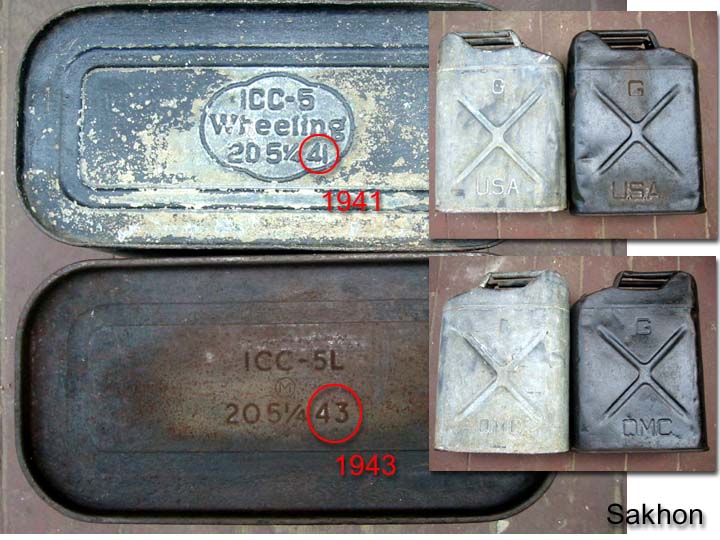 ICC-5
Wheeling
20 5¼ 41
1941
ICC-5L
M
20 5¼ 43
1943
G
USA
G
U.S.A.
G
QMC
G
QMC
Sakhon